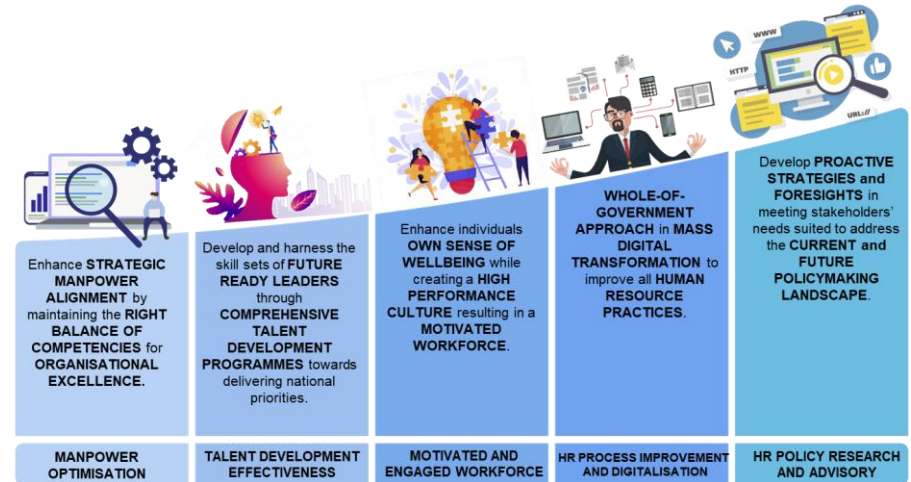 WWW
HTTP
URL://
Enhance STRATEGIC
MANPOWER
ALIGNMENT by
maintaining the RIGHT
BALANCE OF
COMPETENCIES for
ORGANISATIONAL
EXCELLENCE.
MANPOWER
OPTIMISATION
Develop and harness the
skill sets of FUTURE
READY LEADERS
through
COMPREHENSIVE
TALENT
DEVELOPMENT
PROGRAMMES towards
delivering national
priorities.
TALENT DEVELOPMENT
EFFECTIVENESS
Enhance individuals
OWN SENSE OF
WELLBEING while
creating a HIGH
PERFORMANCE
CULTURE resulting in a
MOTIVATED
WORKFORCE.
MOTIVATED AND
ENGAGED WORKFORCE
WHOLE-OF-
GOVERNMENT
APPROACH in MASS
DIGITAL
TRANSFORMATION to
improve all HUMAN
RESOURCE
PRACTICES.
HR PROCESS IMPROVEMENT
AND DIGITALISATION
Develop PROACTIVE
STRATEGIES and
FORESIGHTS in
meeting stakeholders'
needs suited to address
the CURRENT and
FUTURE
POLICYMAKING
LANDSCAPE.
HR POLICY RESEARCH
AND ADVISORY